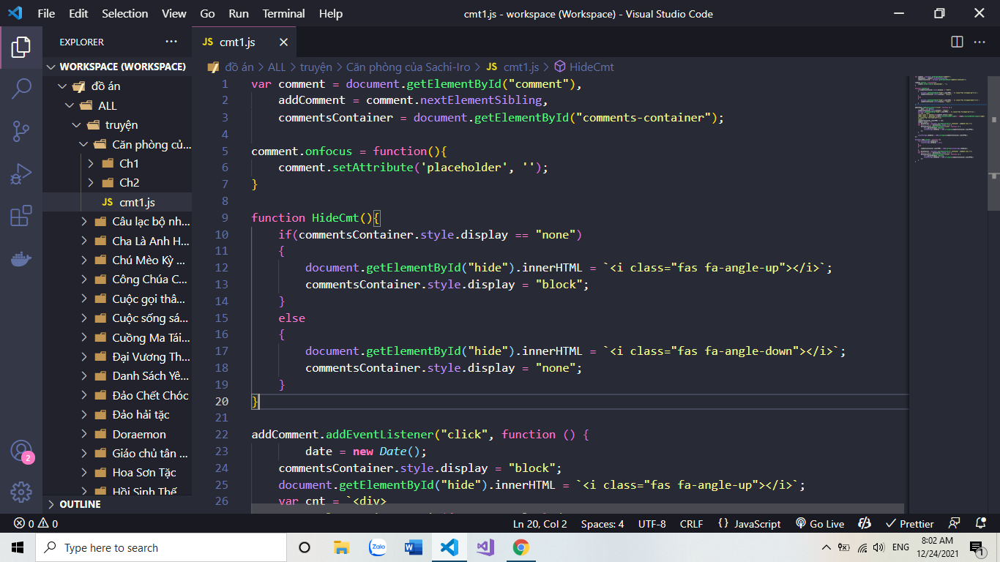 File Edit Selection View Go Run Terminal Help cmt1.js - workspace (Workspace) - Visual Studio Code
EXPLORER
JS cmt1.js
WORKSPACE (WORKSPACE)
đồ án > ALL > truyện > Căn phòng của Sachi-Iro > JS cmt1.js > HideCmt
đồ án
ALL
truyện
Căn phòng củ...
Ch1
Ch2
JS cmt1.js
Câu lạc bộ nh...
Cha Là Anh H...
Chú Mèo Kỳ ...
Công Chúa C...
Cuộc gọi thâ...
Cuộc sống sá...
Cuồng Ma Tái...
Đại Vương Th...
Danh Sách Yê...
Đảo Chết Chóc
Đảo hải tặc
Doraemon
Giáo chủ tân ...
Hoa Sơn Tặc
Hồi Sinh Thế
OUTLINE
1 var comment = document.getElementById("comment"),
2     addComment = comment.nextElementSibling,
3     commentsContainer = document.getElementById("comments-container");
4
5 comment.onfocus = function(){
6     comment.setAttribute('placeholder', '');
7 }
8
9 function HideCmt(){
10     if(commentsContainer.style.display == "none")
11     {
12         document.getElementById("hide").innerHTML = `<i class="fas fa-angle-up"></i>`;
13         commentsContainer.style.display = "block";
14     }
15     else
16     {
17         document.getElementById("hide").innerHTML = `<i class="fas fa-angle-down"></i>`;
18         commentsContainer.style.display = "none";
19     }
20 }
21
22 addComment.addEventListener("click", function () {
23         date = new Date();
24     commentsContainer.style.display = "block";
25     document.getElementById("hide").innerHTML = `<i class="fas fa-angle-up"></i>`;
26     var cnt = `<div>
2
0 0 Ln 20, Col 2 Spaces: 4 UTF-8 CRLF {} JavaScript Go Live Prettier
Type here to search
Zalo
ENG
8:02 AM
12/24/2021
1